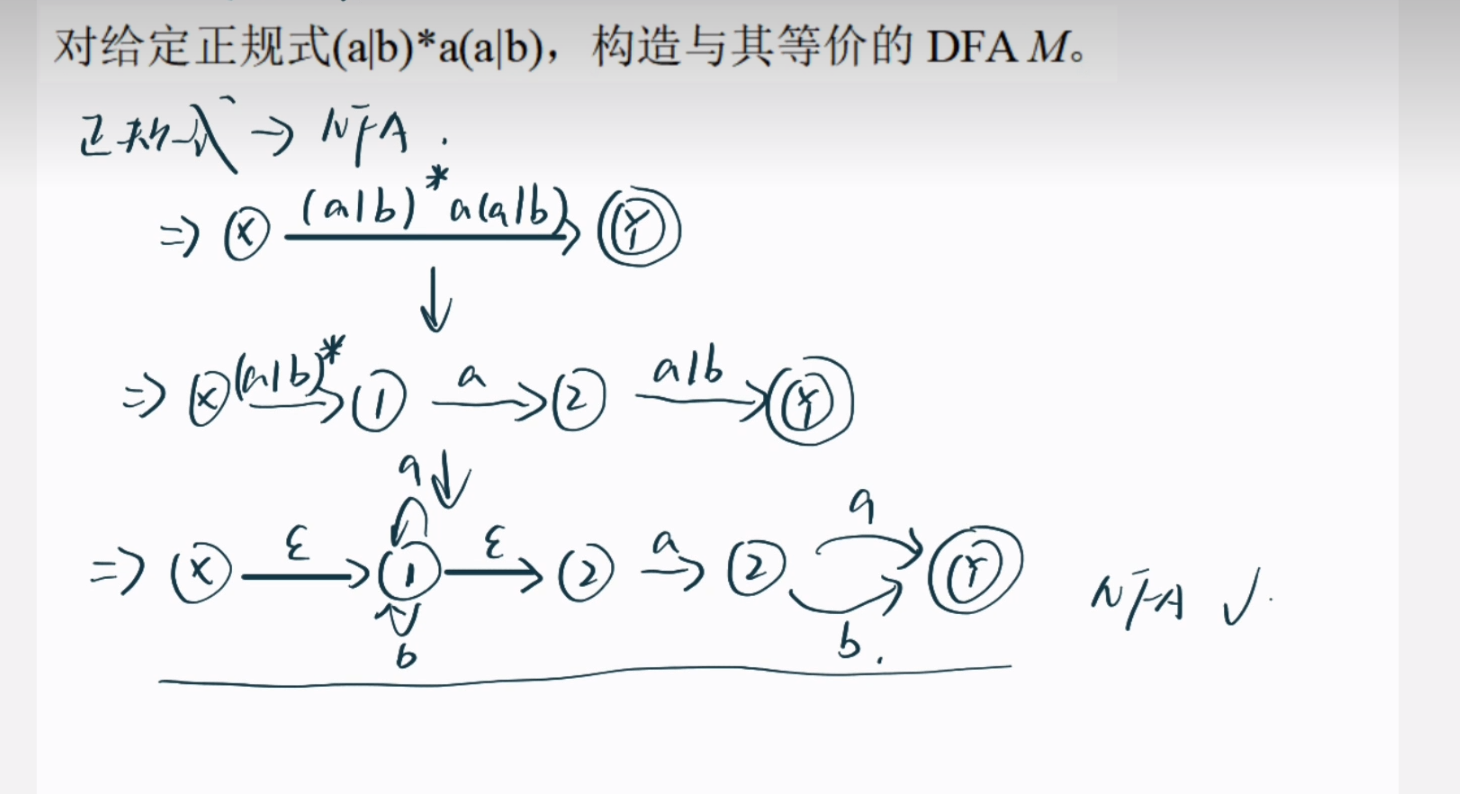 对给定正规式(a|b)*a(a|b)，构造与其等价的 DFA M。
正规式 → NFA .
⇒ X (a|b)*a(a|b) Y
↓
⇒ X (a|b)* 1 a 2 a|b Y
a ↓
⇒ X ε 1 ε 2 a 2 a Y
b b . NFA √ .